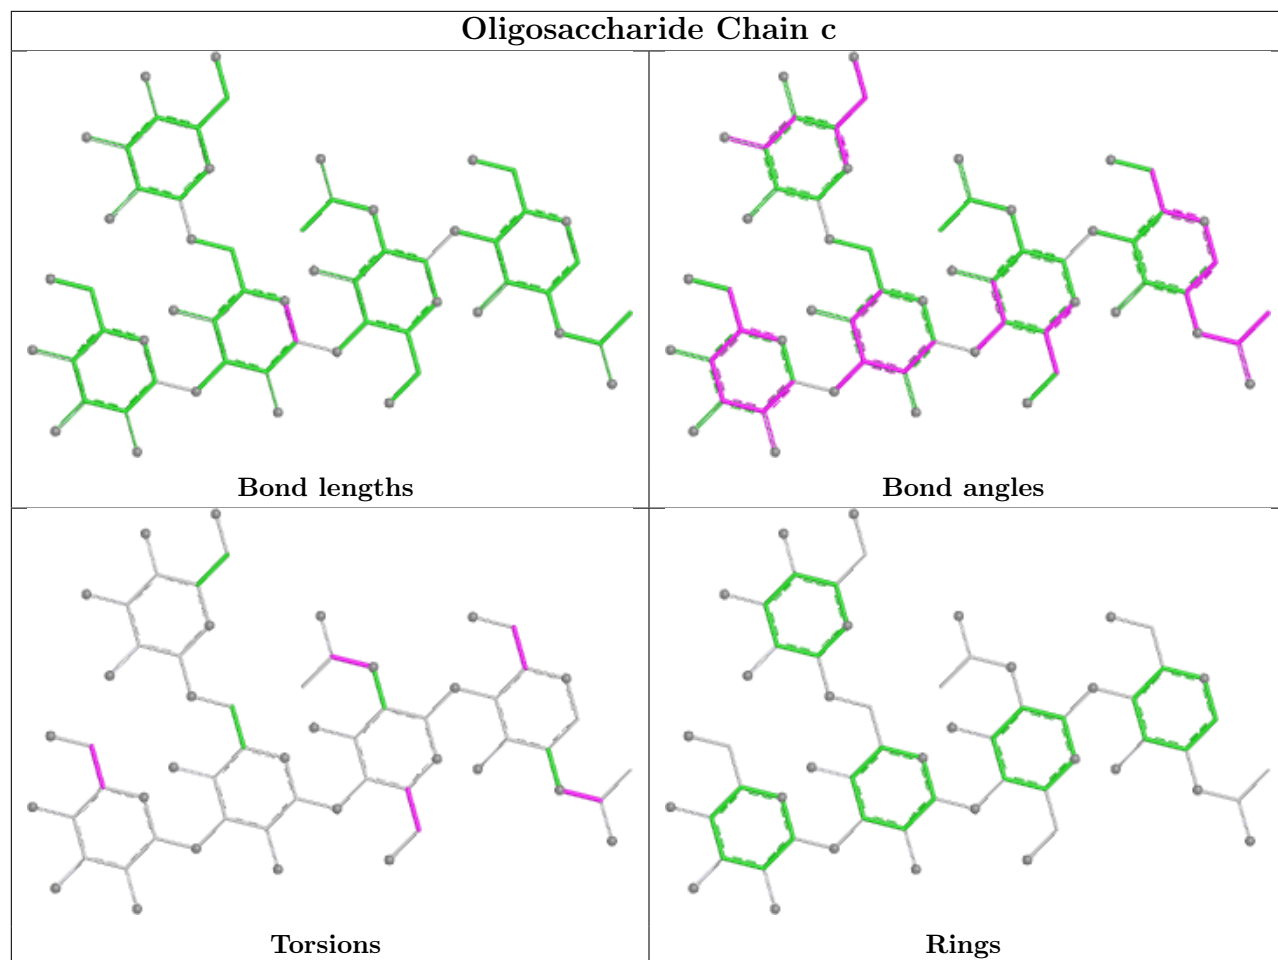 Oligosaccharide Chain c
Bond lengths
Bond angles
Torsions
Rings